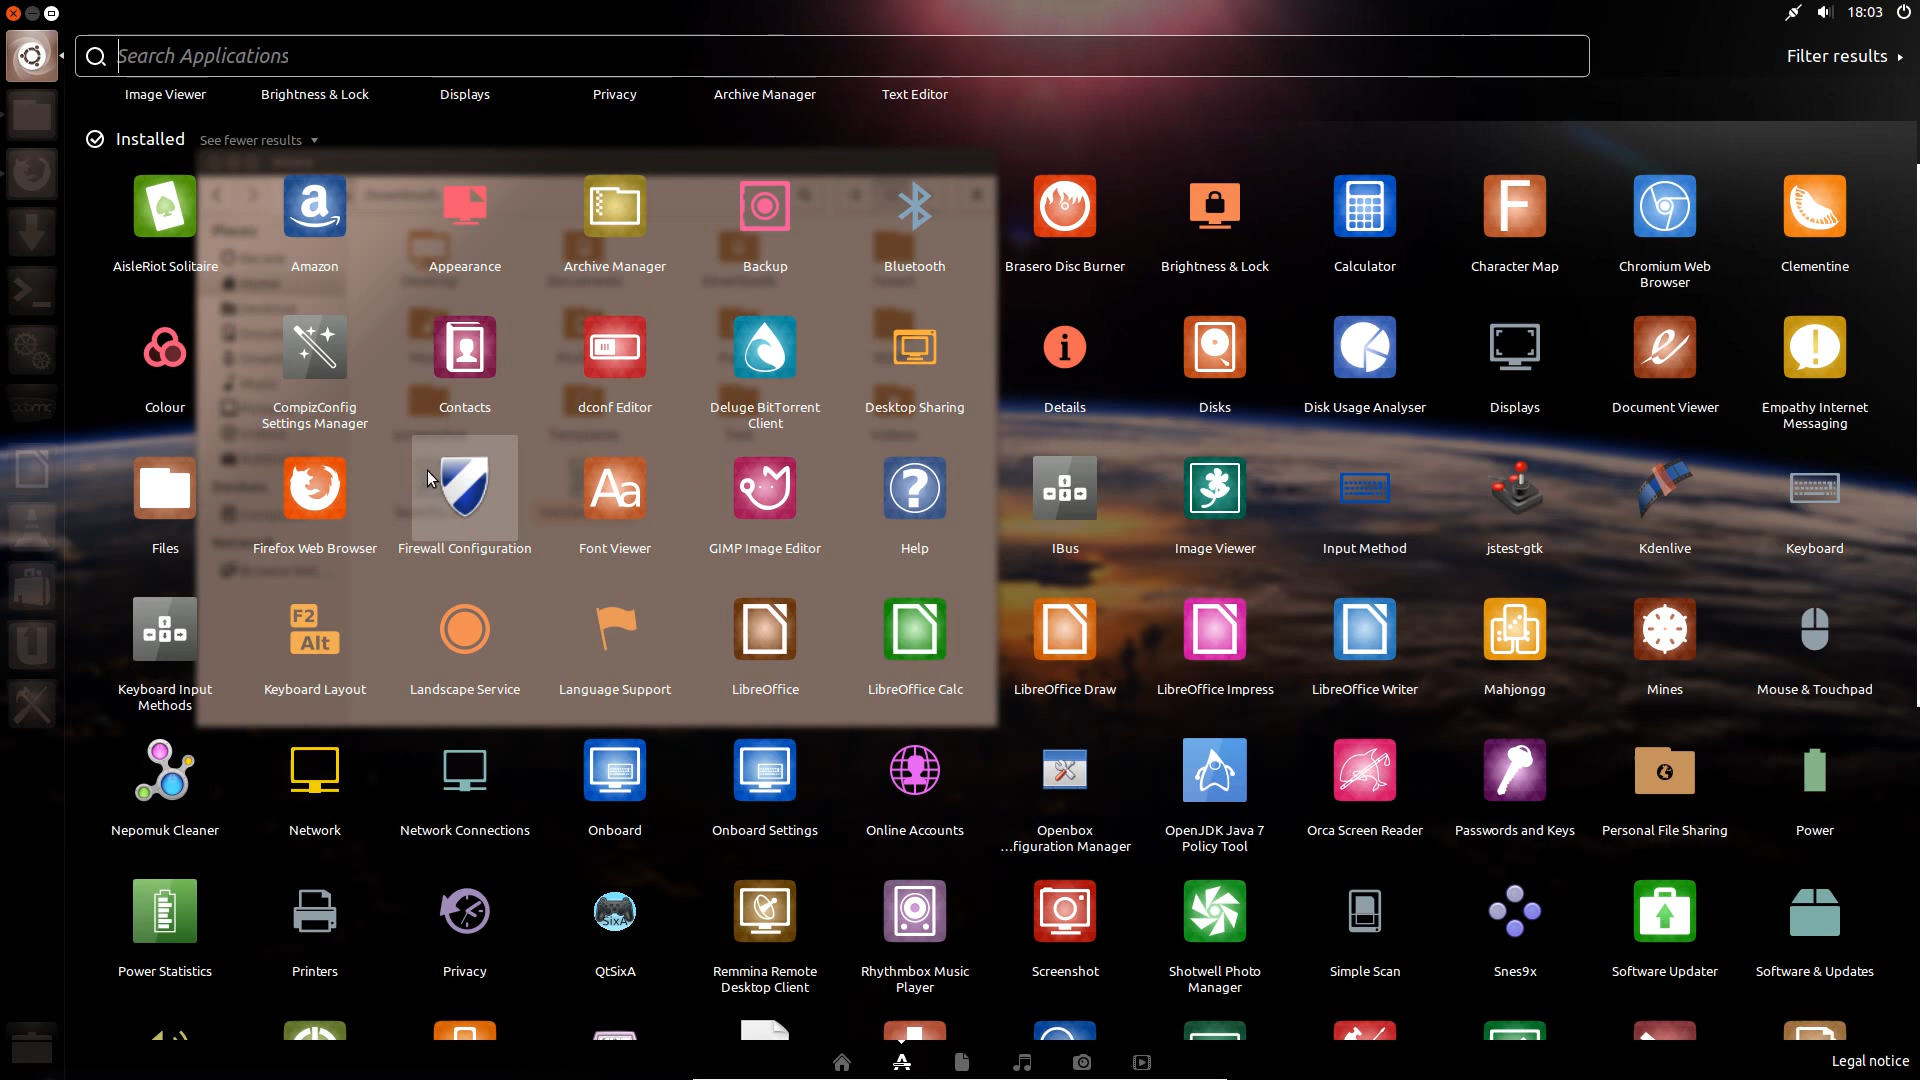 18:03
Search Applications
Filter results
Image Viewer
Brightness & Lock
Displays
Privacy
Archive Manager
Text Editor
Installed
See fewer results
AisleRiot Solitaire
Amazon
Appearance
Archive Manager
Backup
Bluetooth
Brasero Disc Burner
Brightness & Lock
Calculator
Character Map
Chromium Web
Browser
Clementine
Colour
CompizConfig
Settings Manager
Contacts
dconf Editor
Deluge BitTorrent
Client
Desktop Sharing
Details
Disks
Disk Usage Analyser
Displays
Document Viewer
Empathy Internet
Messaging
Files
Firefox Web Browser
Firewall Configuration
Aa
Font Viewer
GIMP Image Editor
Help
IBus
Image Viewer
Input Method
jstest-gtk
Kdenlive
Keyboard
Keyboard Input
Methods
F2
Alt
Keyboard Layout
Landscape Service
Language Support
LibreOffice
LibreOffice Calc
LibreOffice Draw
LibreOffice Impress
LibreOffice Writer
Mahjongg
Mines
Mouse & Touchpad
Nepomuk Cleaner
Network
Network Connections
Onboard
Onboard Settings
Online Accounts
Openbox
...figuration Manager
OpenJDK Java 7
Policy Tool
Orca Screen Reader
Passwords and Keys
Personal File Sharing
Power
Power Statistics
Printers
Privacy
SixA
QtSixA
Remmina Remote
Desktop Client
Rhythmbox Music
Player
Screenshot
Shotwell Photo
Manager
Simple Scan
Snes9x
Software Updater
Software & Updates
Legal notice